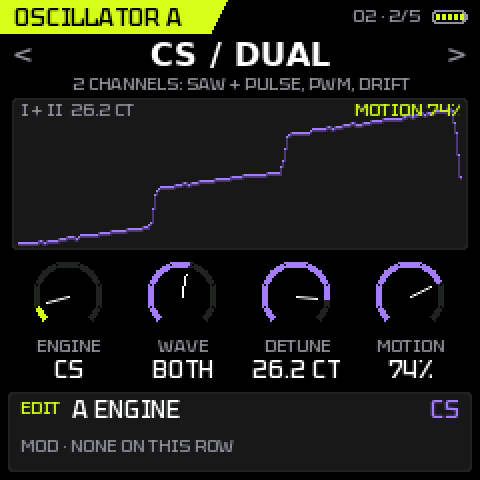 OSCILLATOR A 02 · 2/5
< CS / DUAL >
2 CHANNELS: SAW + PULSE, PWM, DRIFT
I + II 26.2 CT MOTION 74%
ENGINE WAVE DETUNE MOTION
CS BOTH 26.2 CT 74%
EDIT A ENGINE CS
MOD · NONE ON THIS ROW